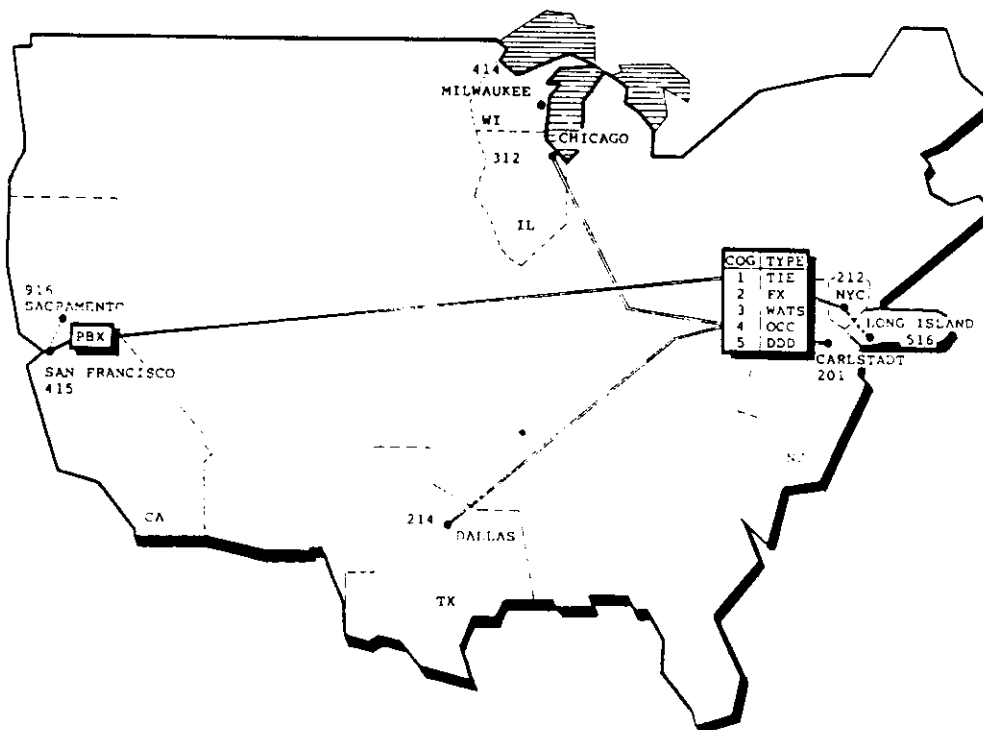 414
MILWAUKEE
WI
CHICAGO
312
IL
COG TYPE
1 TIE
2 FX
3 WATS
4 OCC
5 DDD
212
NYC
LONG ISLAND
516
CARLSTADT
201
916
SACRAMENTO
PBX
SAN FRANCISCO
415
NJ
CA
214
DALLAS
TX